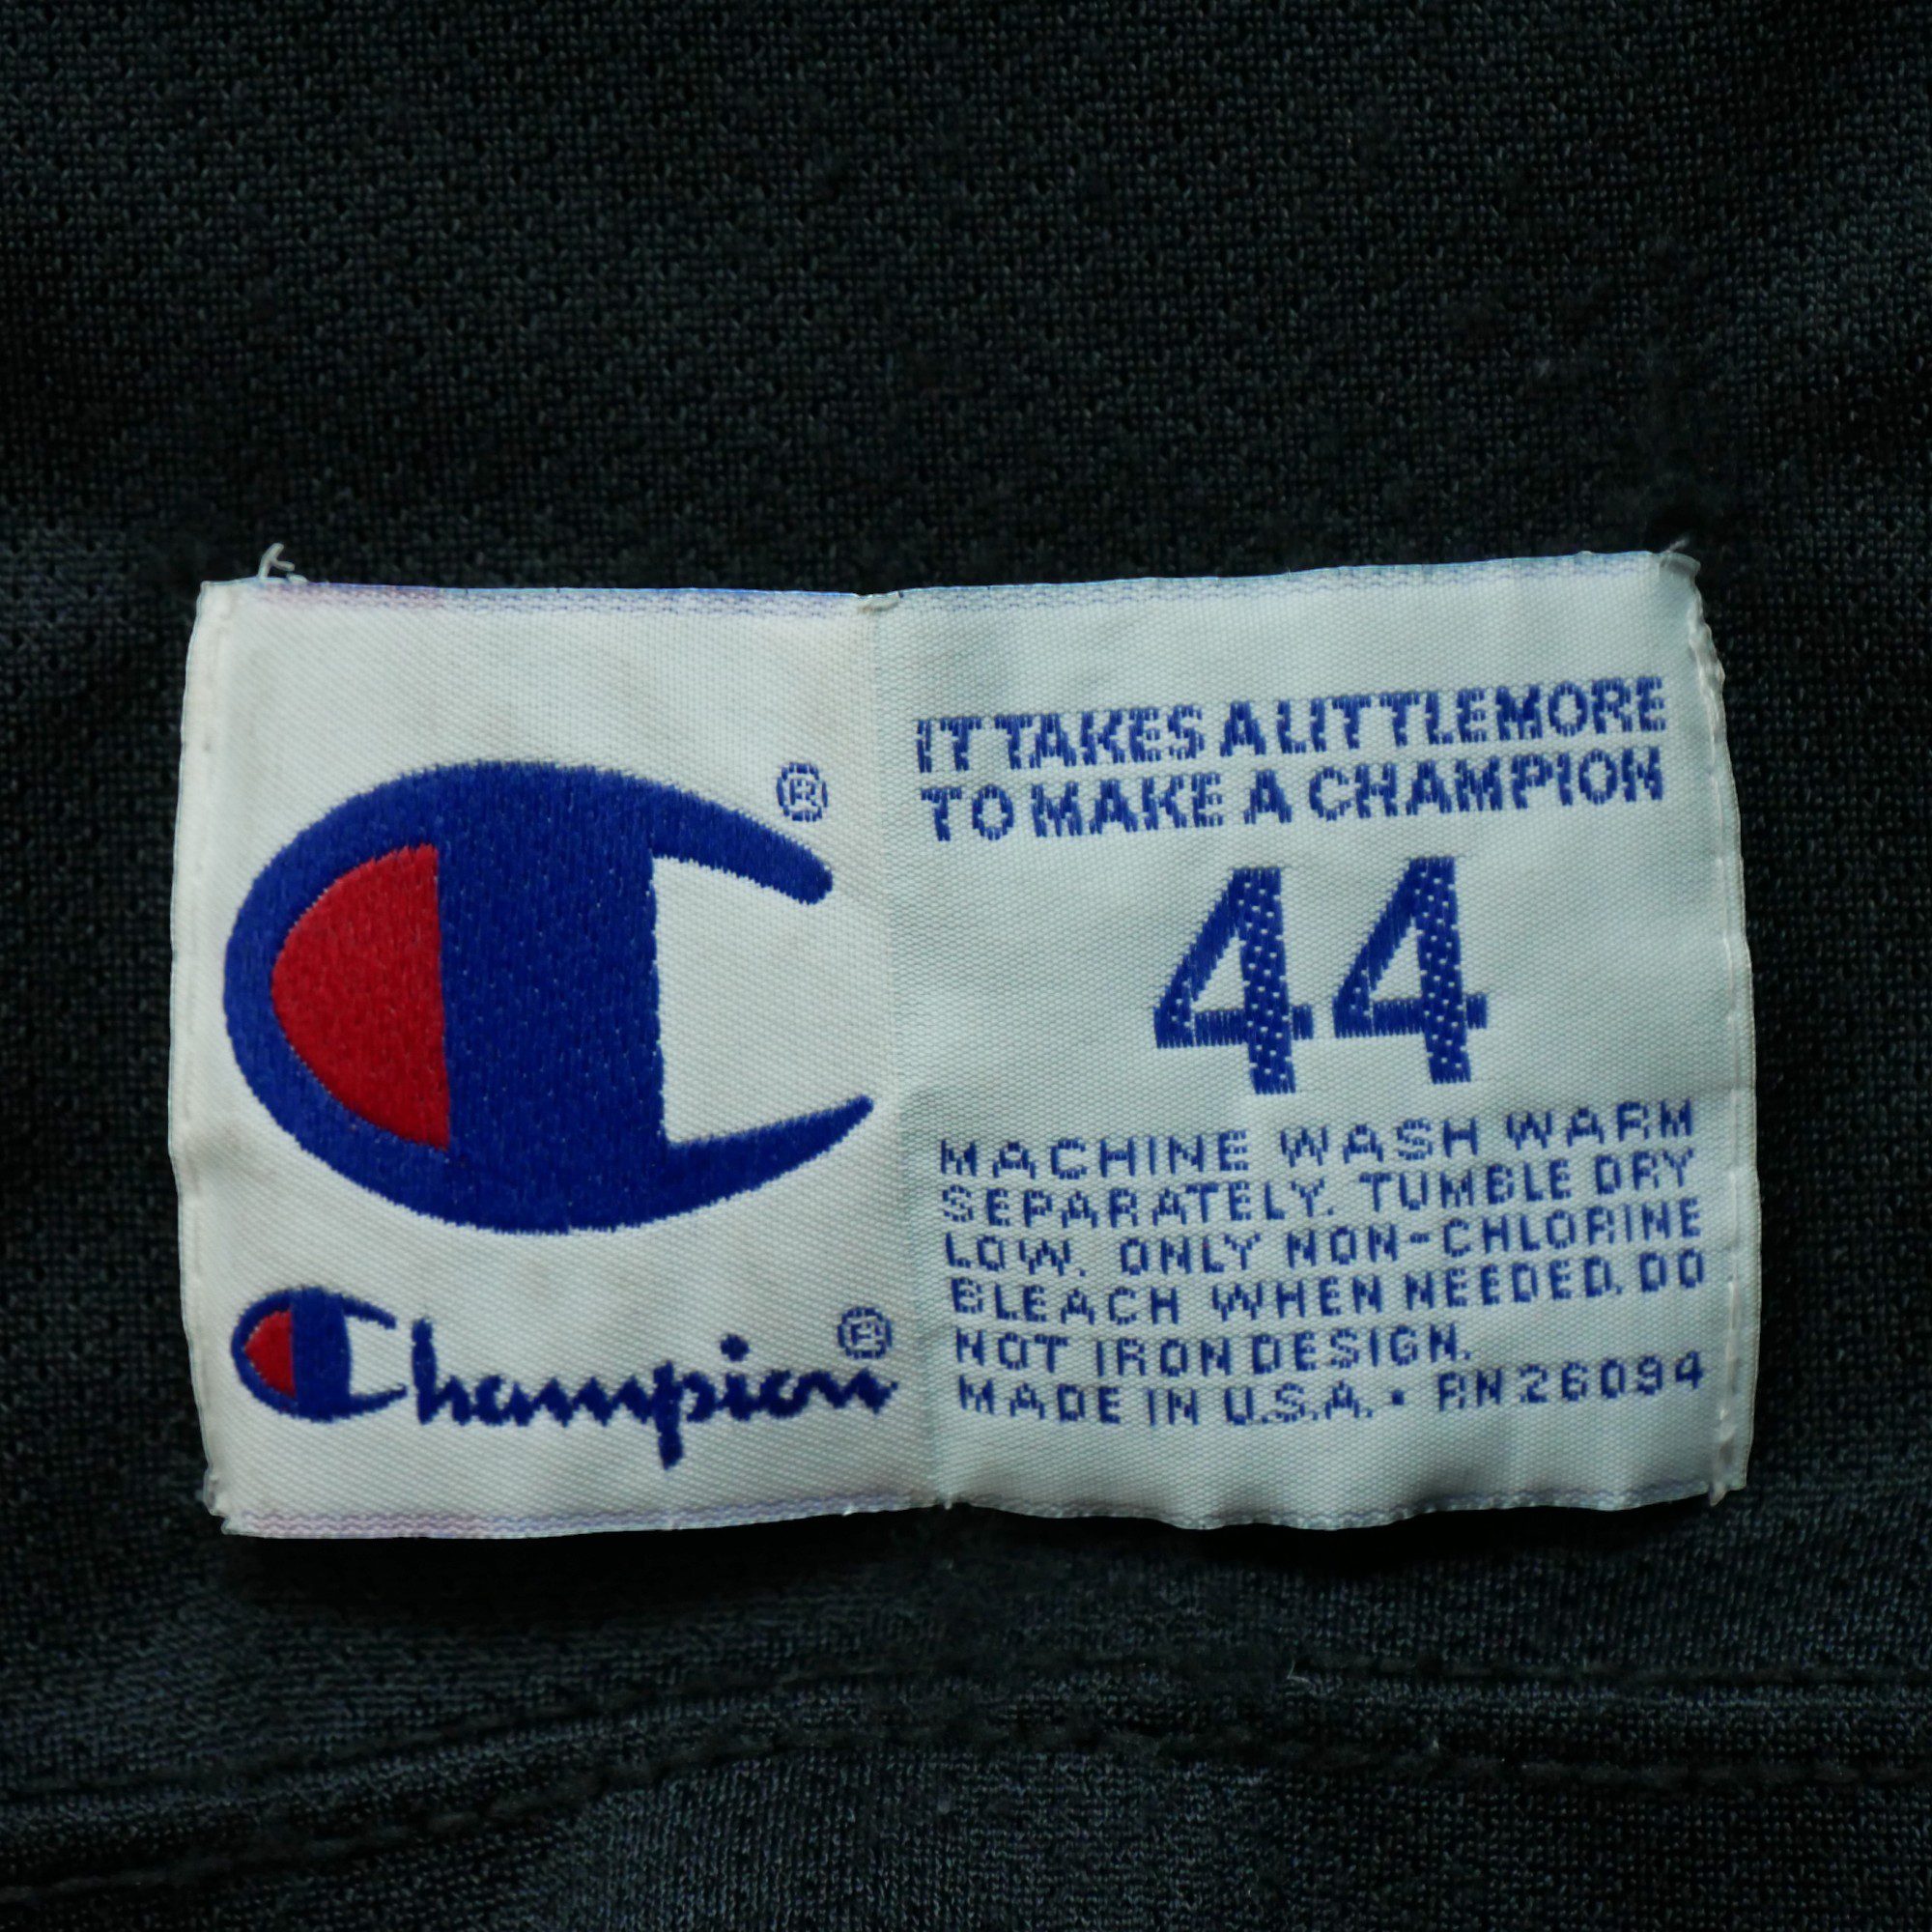 ®
Champion®
IT TAKES A LITTLE MORE
TO MAKE A CHAMPION
44
MACHINE WASH WARM
SEPARATELY. TUMBLE DRY
LOW. ONLY NON-CHLORINE
BLEACH WHEN NEEDED. DO
NOT IRON DESIGN.
MADE IN U.S.A. • RN 26094